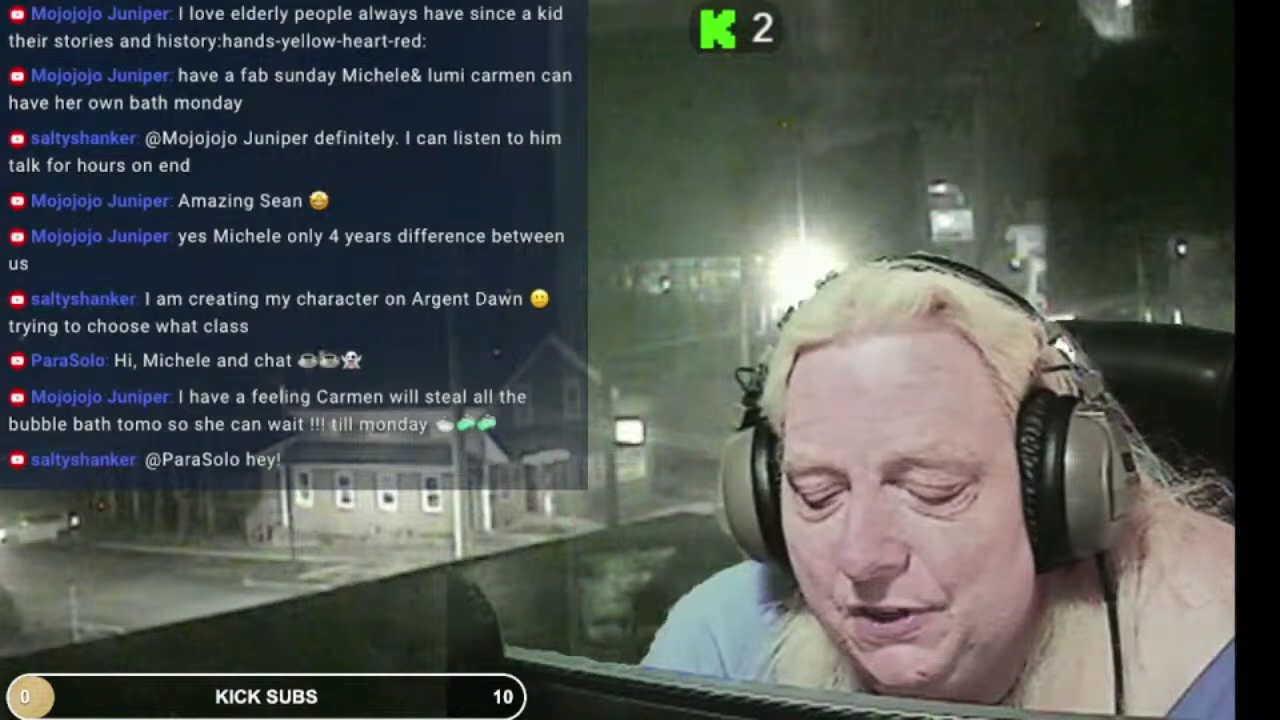 Mojojojo Juniper: I love elderly people always have since a kid
their stories and history:hands-yellow-heart-red:
Mojojojo Juniper: have a fab sunday Michele& lumi carmen can
have her own bath monday
saltyshanker: @Mojojojo Juniper definitely. I can listen to him
talk for hours on end
Mojojojo Juniper: Amazing Sean 🤩
Mojojojo Juniper: yes Michele only 4 years difference between
us
saltyshanker: I am creating my character on Argent Dawn 🙂
trying to choose what class
ParaSolo: Hi, Michele and chat ☕☕👻
Mojojojo Juniper: I have a feeling Carmen will steal all the
bubble bath tomo so she can wait !!! till monday
saltyshanker: @ParaSolo hey!
K 2
0 KICK SUBS 10